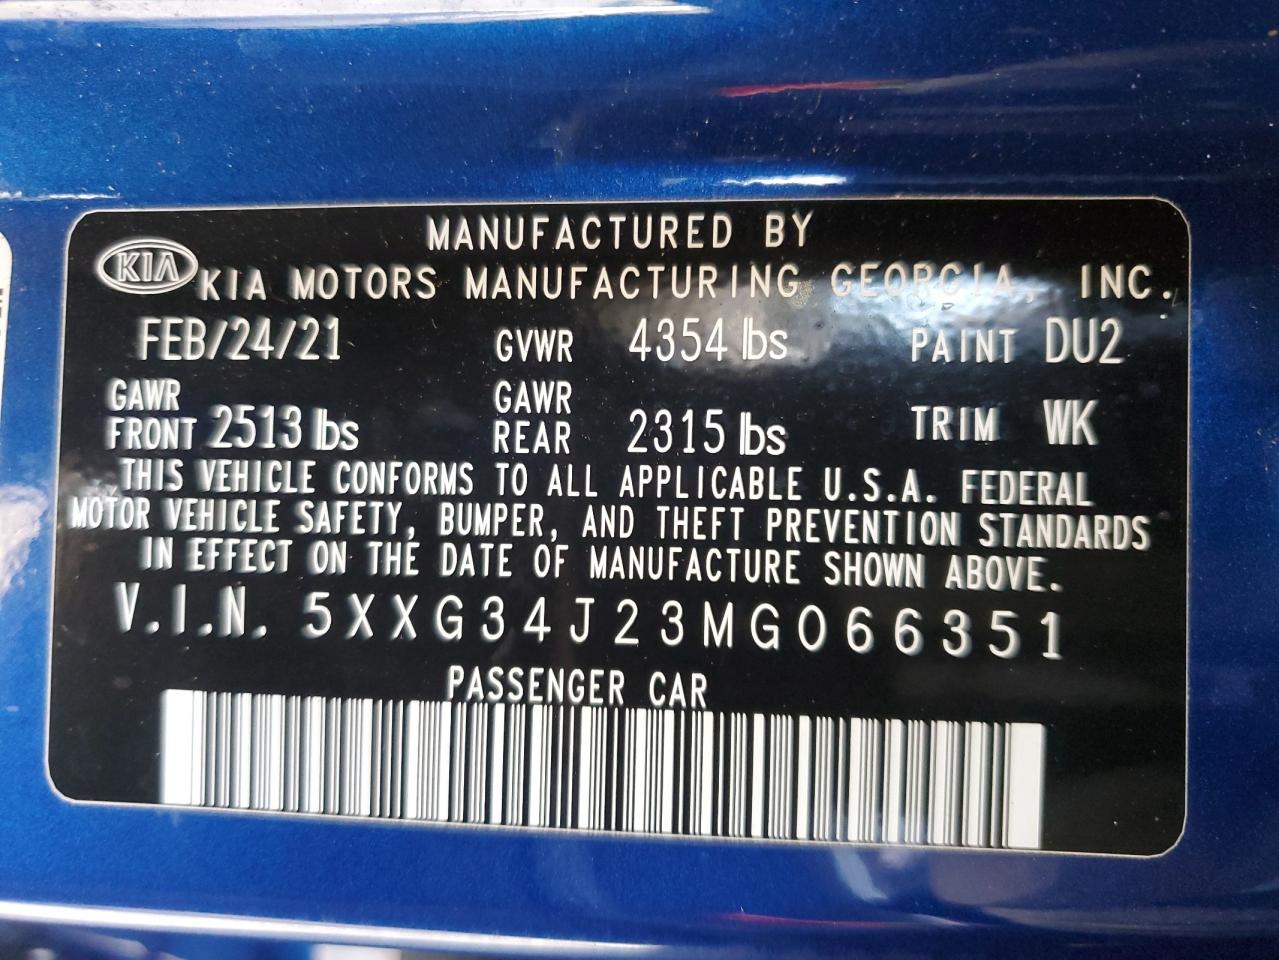 MANUFACTURED BY
KIA KIA MOTORS MANUFACTURING GEORGIA, INC.
FEB/24/21 GVWR 4354 lbs PAINT DU2
GAWR FRONT 2513 lbs GAWR REAR 2315 lbs TRIM WK
THIS VEHICLE CONFORMS TO ALL APPLICABLE U.S.A. FEDERAL
MOTOR VEHICLE SAFETY, BUMPER, AND THEFT PREVENTION STANDARDS
IN EFFECT ON THE DATE OF MANUFACTURE SHOWN ABOVE.
V.I.N. 5XXG34J23MG066351
PASSENGER CAR